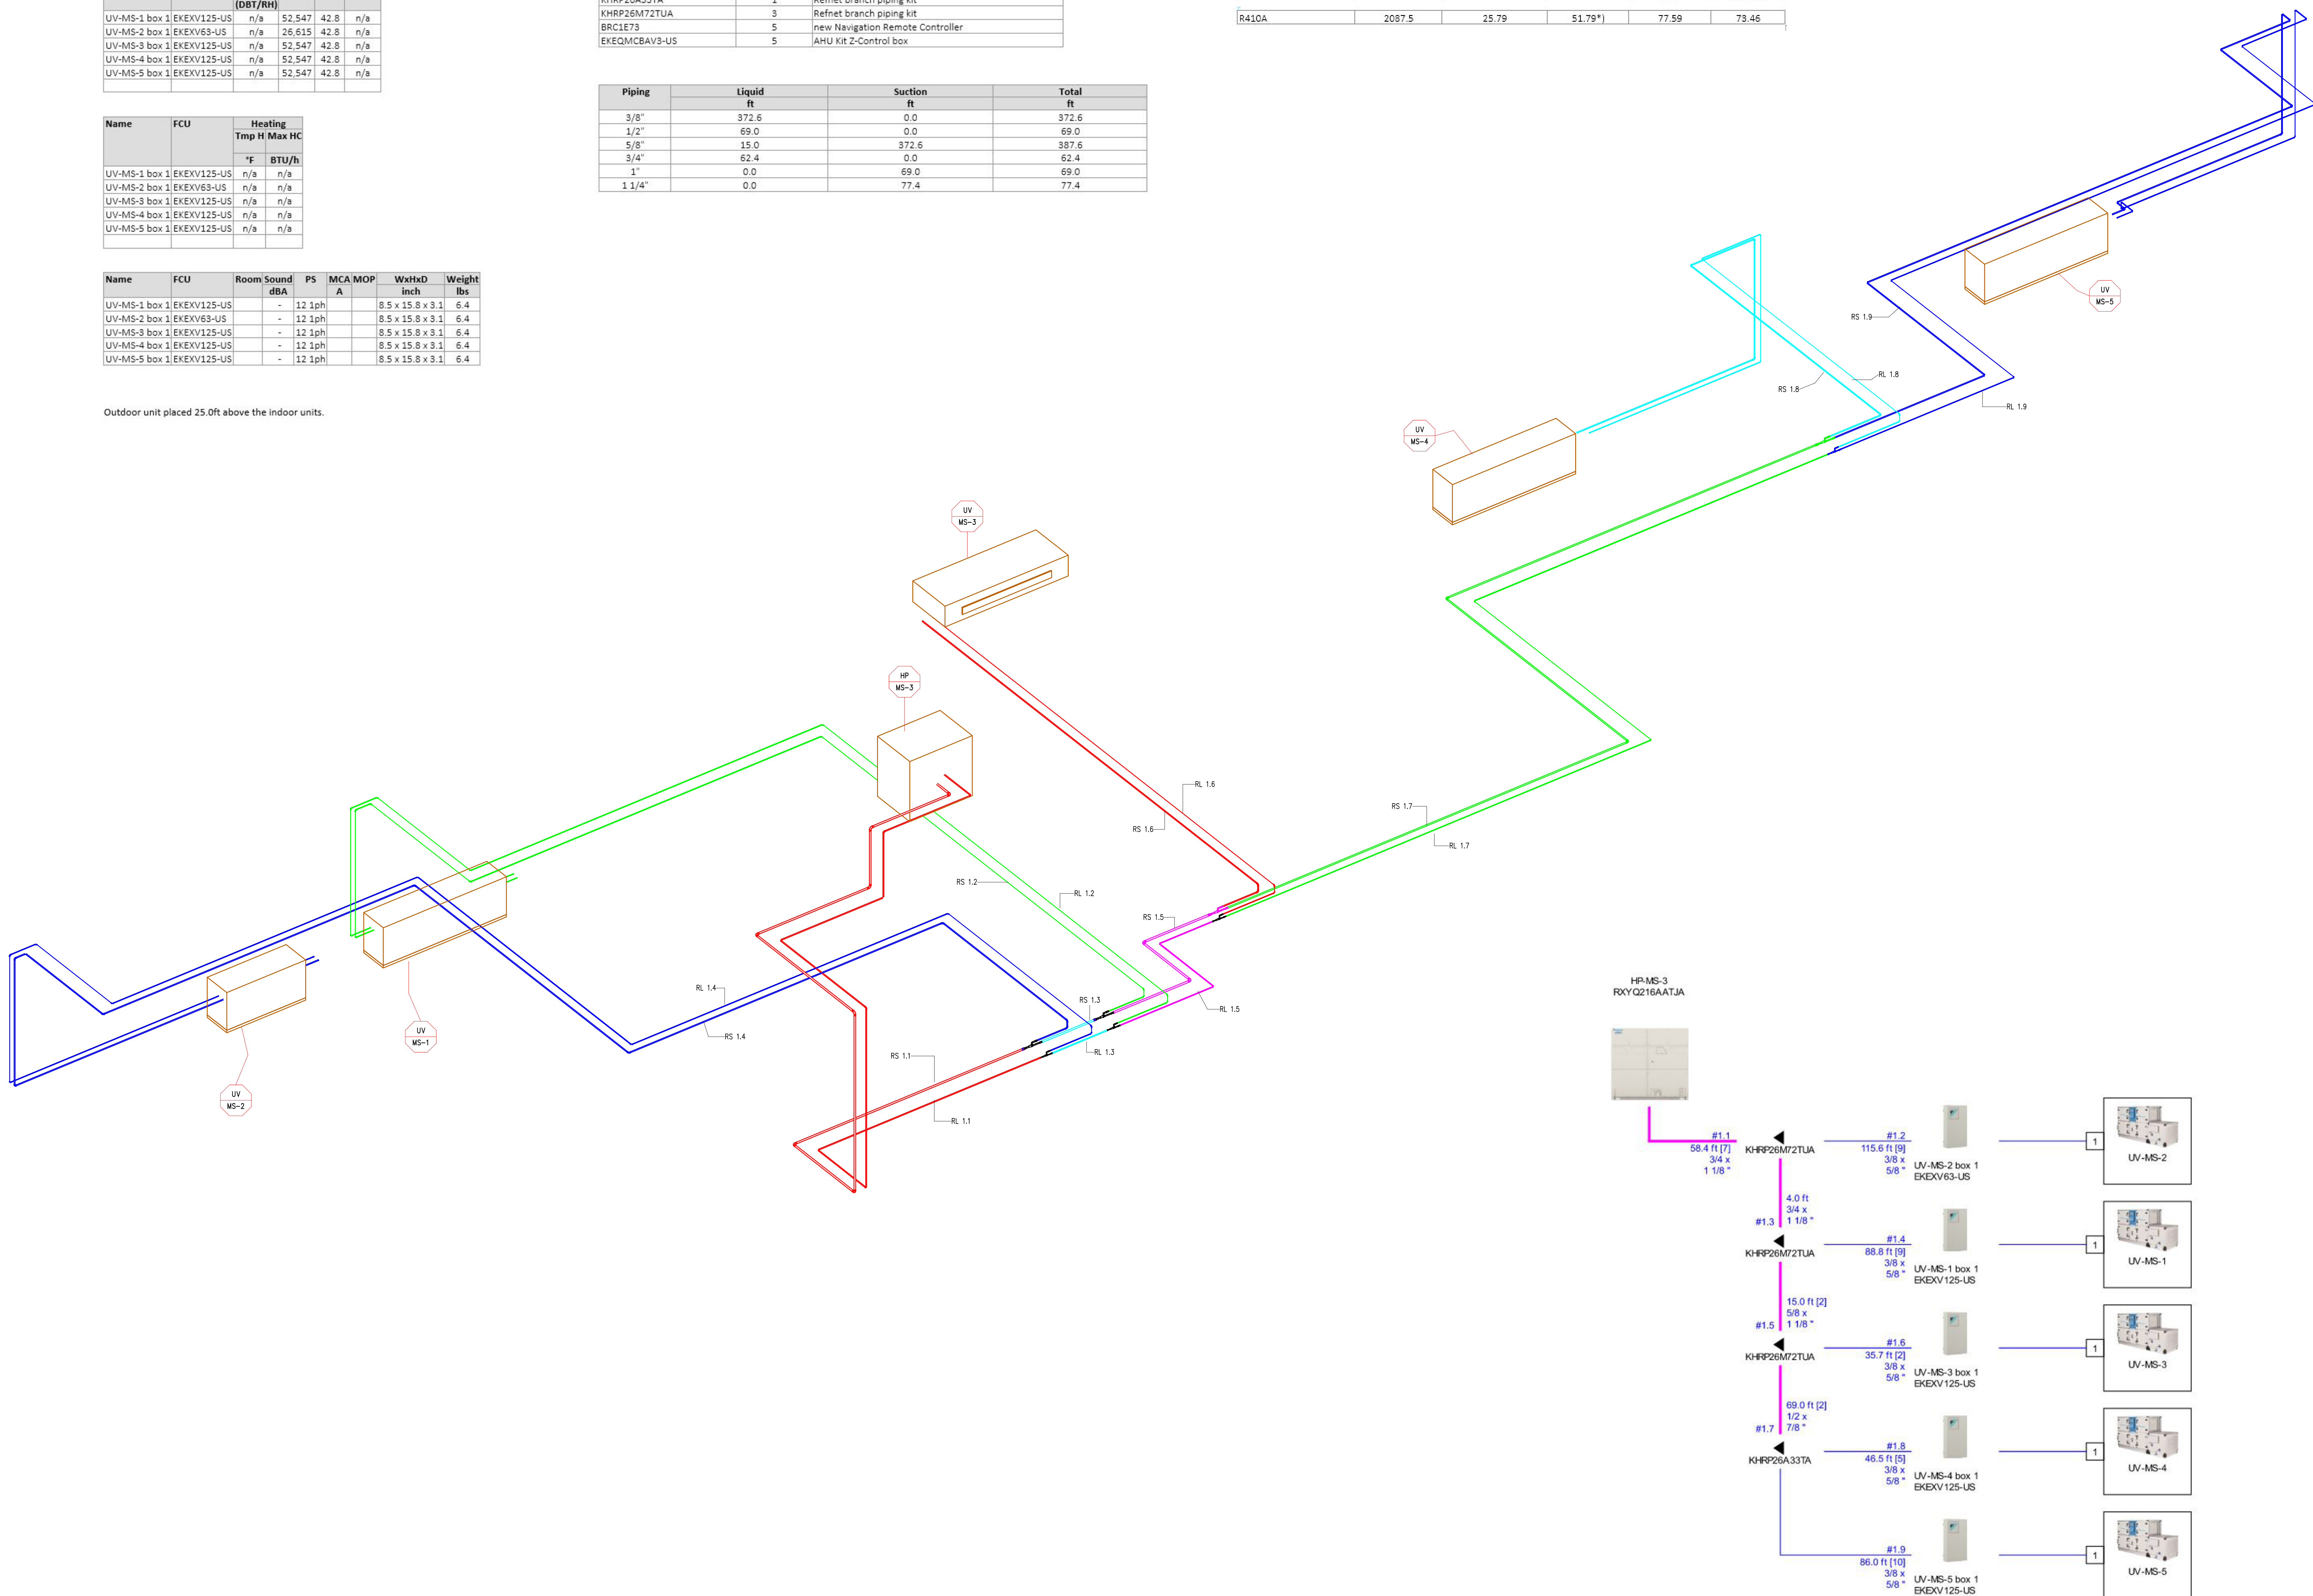 (DBT/RH)
UV-MS-1 box 1 EKEXV125-US n/a 52,547 42.8 n/a
UV-MS-2 box 1 EKEXV63-US n/a 26,615 42.8 n/a
UV-MS-3 box 1 EKEXV125-US n/a 52,547 42.8 n/a
UV-MS-4 box 1 EKEXV125-US n/a 52,547 42.8 n/a
UV-MS-5 box 1 EKEXV125-US n/a 52,547 42.8 n/a
KHRP26A33TA 1 Refnet branch piping kit
KHRP26M72TUA 3 Refnet branch piping kit
BRC1E73 5 new Navigation Remote Controller
EKEQMCBAV3-US 5 AHU Kit Z-Control box
R410A 2087.5 25.79 51.79*) 77.59 73.46
Piping Liquid Suction Total
ft ft ft
3/8" 372.6 0.0 372.6
1/2" 69.0 0.0 69.0
5/8" 15.0 372.6 387.6
3/4" 62.4 0.0 62.4
1" 0.0 69.0 69.0
1 1/4" 0.0 77.4 77.4
Name FCU Heating
Tmp H Max HC
°F BTU/h
UV-MS-1 box 1 EKEXV125-US n/a n/a
UV-MS-2 box 1 EKEXV63-US n/a n/a
UV-MS-3 box 1 EKEXV125-US n/a n/a
UV-MS-4 box 1 EKEXV125-US n/a n/a
UV-MS-5 box 1 EKEXV125-US n/a n/a
Name FCU Room Sound PS MCA MOP WxHxD Weight
dBA A inch lbs
UV-MS-1 box 1 EKEXV125-US - 12 1ph 8.5 x 15.8 x 3.1 6.4
UV-MS-2 box 1 EKEXV63-US - 12 1ph 8.5 x 15.8 x 3.1 6.4
UV-MS-3 box 1 EKEXV125-US - 12 1ph 8.5 x 15.8 x 3.1 6.4
UV-MS-4 box 1 EKEXV125-US - 12 1ph 8.5 x 15.8 x 3.1 6.4
UV-MS-5 box 1 EKEXV125-US - 12 1ph 8.5 x 15.8 x 3.1 6.4
Outdoor unit placed 25.0ft above the indoor units.
UV
MS-5
RS 1.9
RL 1.8
RS 1.8
RL 1.9
UV
MS-4
UV
MS-3
HP
MS-3
RL 1.6
RS 1.6
RS 1.7
RL 1.7
RS 1.2
RL 1.2
RS 1.5
RL 1.4
RS 1.3
RL 1.5
RS 1.4
RS 1.1
RL 1.3
RL 1.1
UV
MS-1
UV
MS-2
HP-MS-3
RXYQ216AATJA
#1.1
58.4 ft [7]
3/4 x
1 1/8 "
KHRP26M72TUA
#1.2
115.6 ft [9]
3/8 x
5/8 "
UV-MS-2 box 1
EKEXV63-US
1
UV-MS-2
4.0 ft
3/4 x
#1.3 1 1/8 "
KHRP26M72TUA
#1.4
88.8 ft [9]
3/8 x
5/8 "
UV-MS-1 box 1
EKEXV125-US
1
UV-MS-1
15.0 ft [2]
5/8 x
#1.5 1 1/8 "
KHRP26M72TUA
#1.6
35.7 ft [2]
3/8 x
5/8 "
UV-MS-3 box 1
EKEXV125-US
1
UV-MS-3
69.0 ft [2]
1/2 x
#1.7 7/8 "
KHRP26A33TA
#1.8
46.5 ft [5]
3/8 x
5/8 "
UV-MS-4 box 1
EKEXV125-US
1
UV-MS-4
#1.9
86.0 ft [10]
3/8 x
5/8 "
UV-MS-5 box 1
EKEXV125-US
1
UV-MS-5